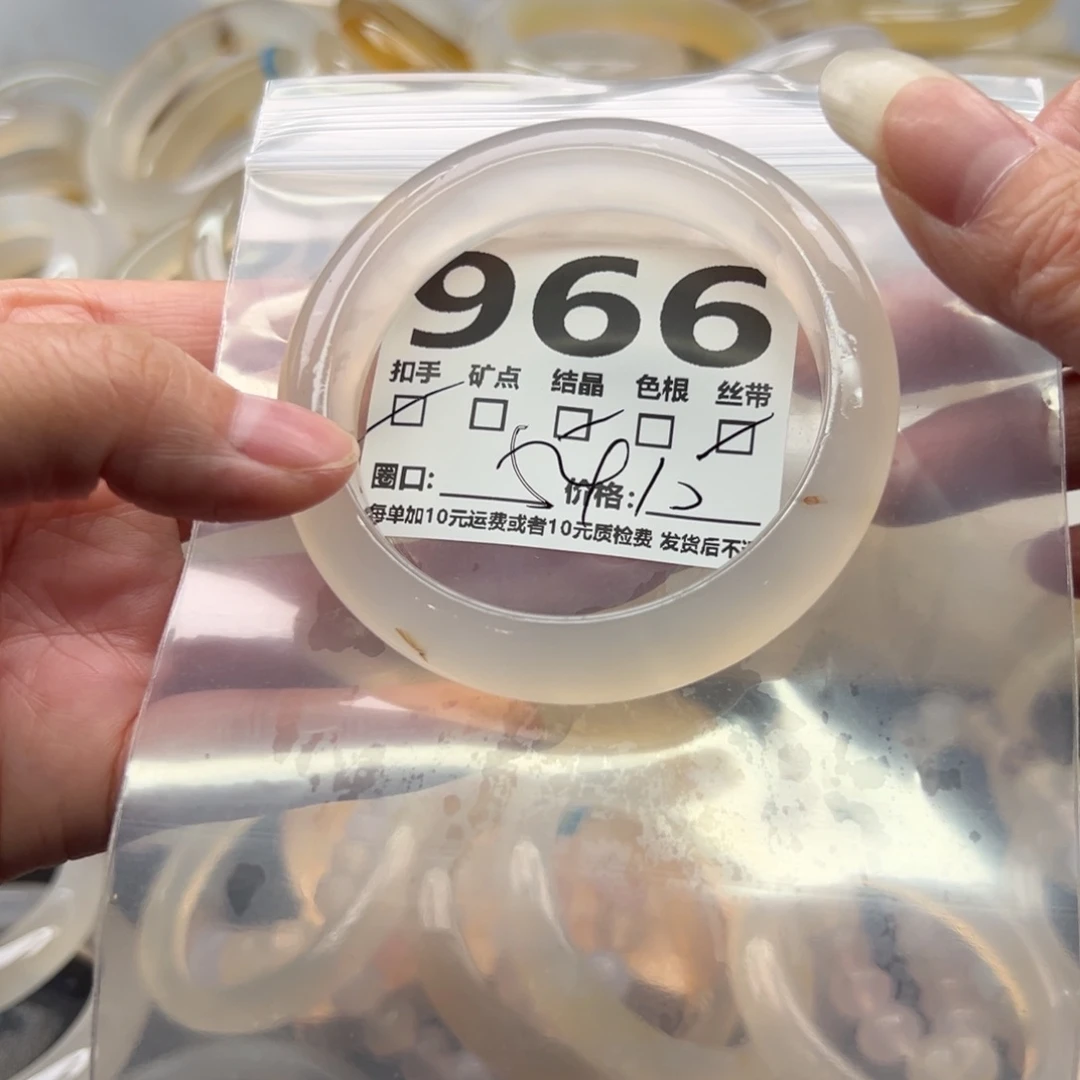 966
扣手 矿点 结晶 色根 丝带
圈口: 价格:
每单加10元运费或者10元质检费 发货后不